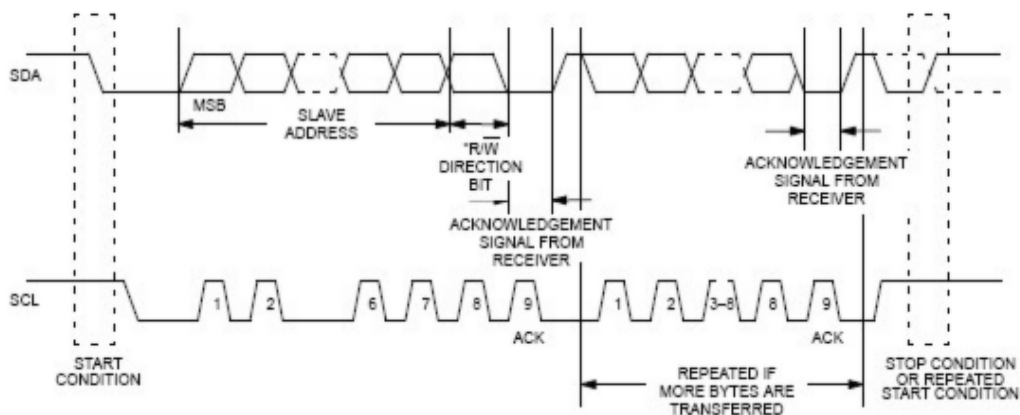 SDA
MSB
SLAVE
ADDRESS
*R/W
DIRECTION
BIT
ACKNOWLEDGEMENT
SIGNAL FROM
RECEIVER
ACKNOWLEDGEMENT
SIGNAL FROM
RECEIVER
SCL
1
2
6
7
8
9
ACK
1
2
3–8
8
9
ACK
START
CONDITION
REPEATED IF
MORE BYTES ARE
TRANSFERRED
STOP CONDITION
OR REPEATED
START CONDITION